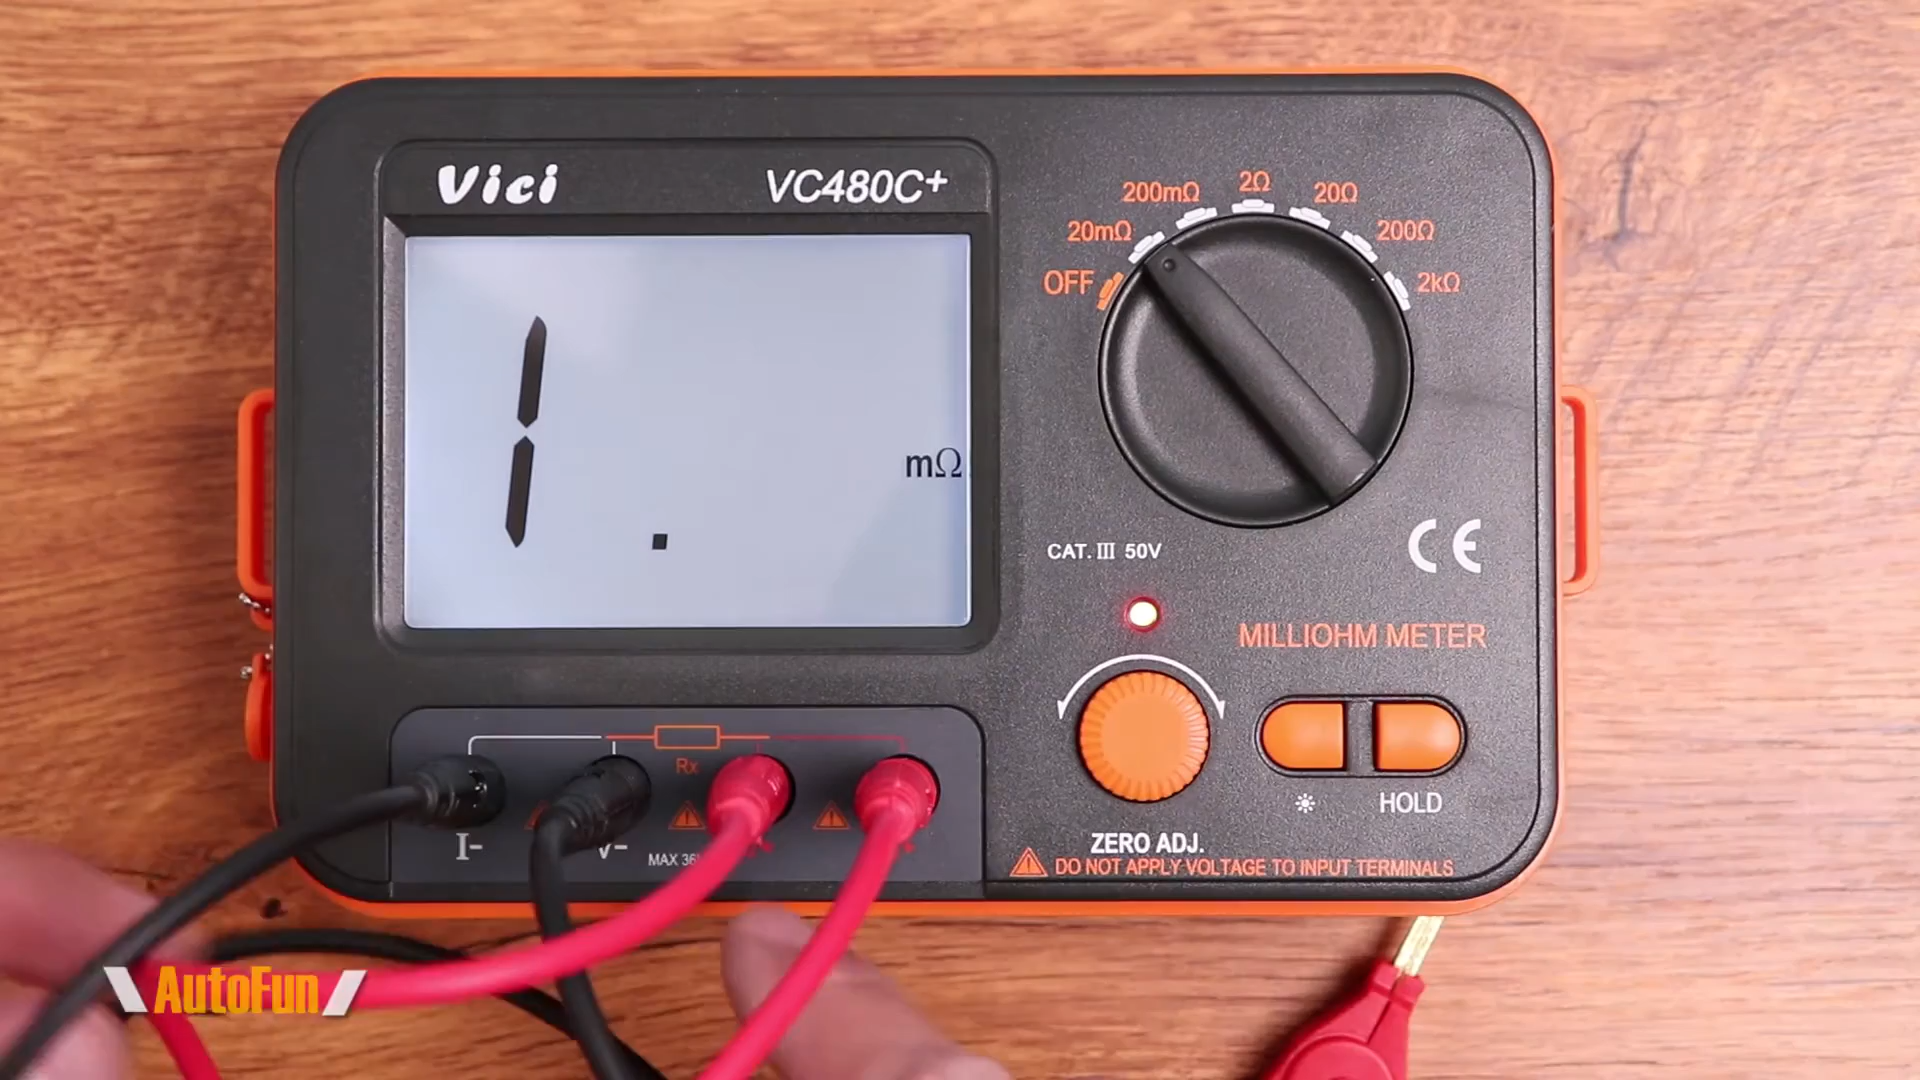 Vici VC480C+
1 .
mΩ
OFF 20mΩ 200mΩ 2Ω 20Ω 200Ω 2kΩ
CAT. III 50V
CE
MILLIOHM METER
HOLD
ZERO ADJ.
DO NOT APPLY VOLTAGE TO INPUT TERMINALS
Rx
I- V-
MAX
AutoFun